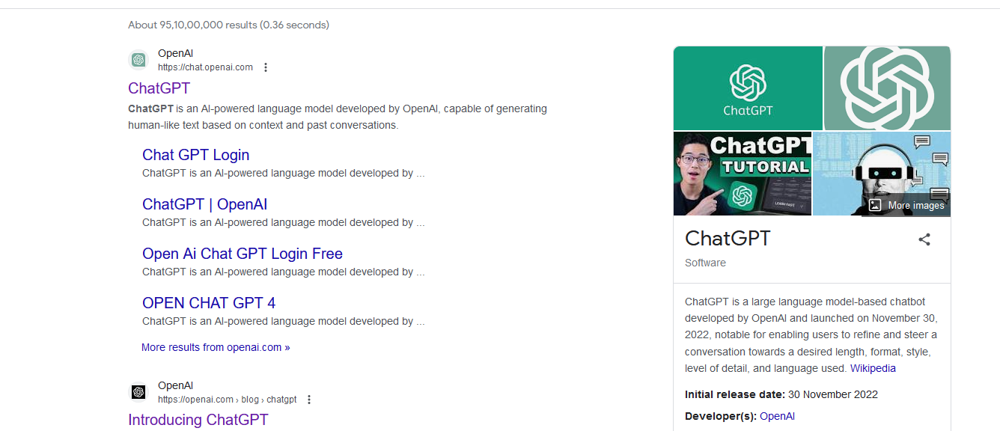 About 95,10,00,000 results (0.36 seconds)
OpenAI
https://chat.openai.com
ChatGPT
ChatGPT is an AI-powered language model developed by OpenAI, capable of generating
human-like text based on context and past conversations.
Chat GPT Login
ChatGPT is an AI-powered language model developed by ...
ChatGPT | OpenAI
ChatGPT is an AI-powered language model developed by ...
Open Ai Chat GPT Login Free
ChatGPT is an AI-powered language model developed by ...
OPEN CHAT GPT 4
ChatGPT is an AI-powered language model developed by ...
More results from openai.com »
OpenAI
https://openai.com › blog › chatgpt
Introducing ChatGPT
ChatGPT
ChatGPT
TUTORIAL
LEARN FAST
More images
ChatGPT
Software
ChatGPT is a large language model-based chatbot
developed by OpenAI and launched on November 30,
2022, notable for enabling users to refine and steer a
conversation towards a desired length, format, style,
level of detail, and language used. Wikipedia
Initial release date: 30 November 2022
Developer(s): OpenAI